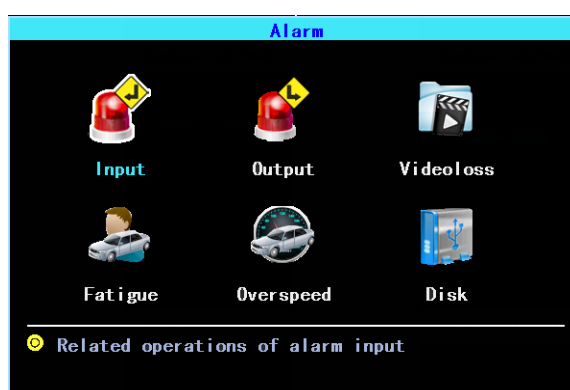 Alarm
Input Output Videoloss
Fatigue Overspeed Disk
Related operations of alarm input